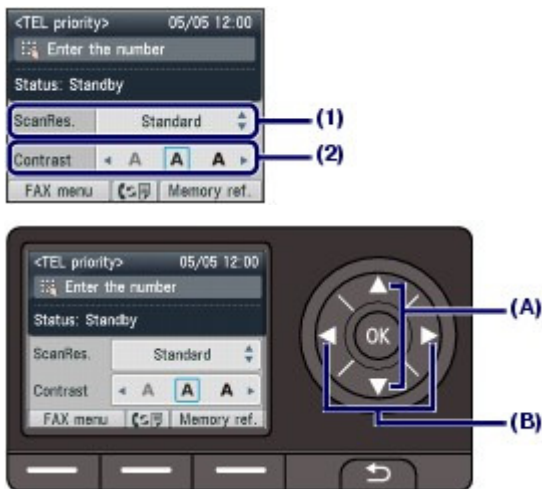 <TEL priority> 05/05 12:00
Enter the number
Status: Standby
ScanRes. Standard (1)
Contrast A A A (2)
FAX menu Memory ref.
<TEL priority> 05/05 12:00
Enter the number
Status: Standby
ScanRes. Standard
Contrast A A A
FAX menu Memory ref.
(A)
OK
(B)